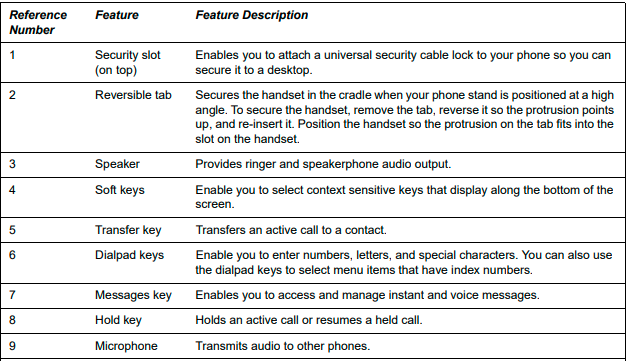 Reference Number Feature Feature Description
1 Security slot (on top) Enables you to attach a universal security cable lock to your phone so you can
secure it to a desktop.
2 Reversible tab Secures the handset in the cradle when your phone stand is positioned at a high
angle. To secure the handset, remove the tab, reverse it so the protrusion points
up, and re-insert it. Position the handset so the protrusion on the tab fits into the
slot on the handset.
3 Speaker Provides ringer and speakerphone audio output.
4 Soft keys Enable you to select context sensitive keys that display along the bottom of the
screen.
5 Transfer key Transfers an active call to a contact.
6 Dialpad keys Enable you to enter numbers, letters, and special characters. You can also use
the dialpad keys to select menu items that have index numbers.
7 Messages key Enables you to access and manage instant and voice messages.
8 Hold key Holds an active call or resumes a held call.
9 Microphone Transmits audio to other phones.